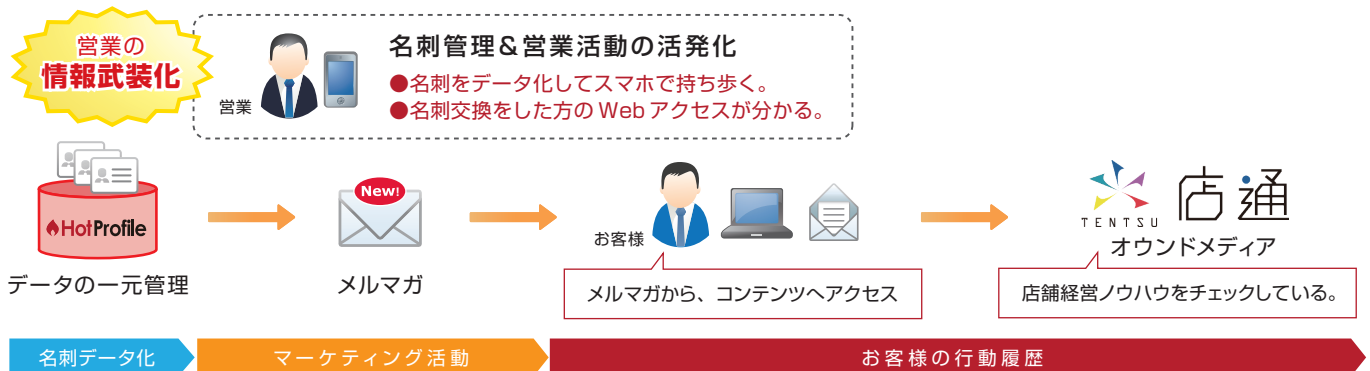 営業の
情報武装化
名刺管理&営業活動の活発化
●名刺をデータ化してスマホで持ち歩く。
●名刺交換をした方のWebアクセスが分かる。
営業
HotProfile
データの一元管理
New!
メルマガ
お客様
メルマガから、コンテンツへアクセス
TENTSU
店通
オウンドメディア
店舗経営ノウハウをチェックしている。
名刺データ化
マーケティング活動
お客様の行動履歴